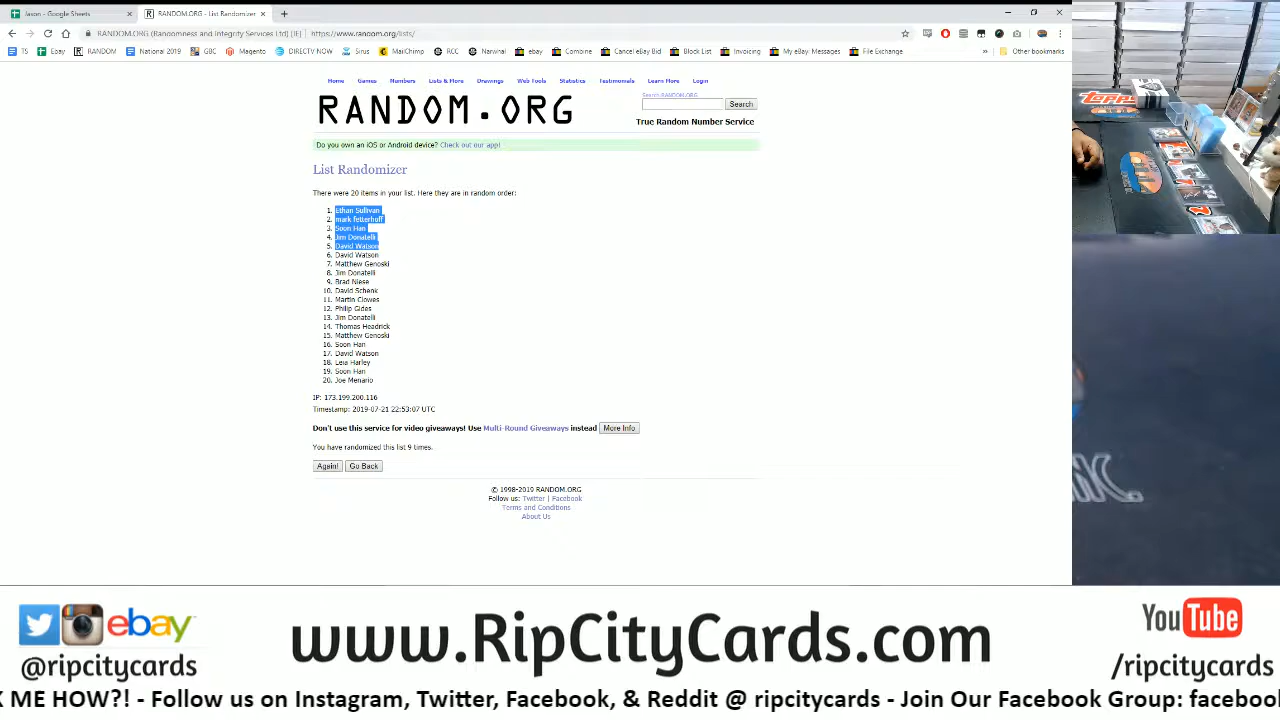 Jason - Google Sheets
RANDOM.ORG - List Randomizer
RANDOM.ORG (Randomness and Integrity Services Ltd) [IE] | https://www.random.org/lists/
TS Ebay RANDOM National 2019 GBC Magento DIRECTV NOW Sirus MailChimp RCC Narwhal ebay Combine Cancel eBay Bid Block List Invoicing My eBay: Messages File Exchange » Other bookmarks
Home Games Numbers Lists & More Drawings Web Tools Statistics Testimonials Learn More Login
RANDOM.ORG
Search RANDOM.ORG
Search
True Random Number Service
Do you own an iOS or Android device? Check out our app!
List Randomizer
There were 20 items in your list. Here they are in random order:
1. Ethan Sullivan
2. mark fetterhoff
3. Soon Han
4. Jim Donatelli
5. David Watson
6. David Watson
7. Matthew Genoski
8. Jim Donatelli
9. Brad Niese
10. David Schenk
11. Martin Clowes
12. Philip Gides
13. Jim Donatelli
14. Thomas Headrick
15. Matthew Genoski
16. Soon Han
17. David Watson
18. Leia Harley
19. Soon Han
20. Joe Menario
IP: 173.199.200.116
Timestamp: 2019-07-21 22:53:07 UTC
Don't use this service for video giveaways! Use Multi-Round Giveaways instead More Info
You have randomized this list 9 times.
Again! Go Back
© 1998-2019 RANDOM.ORG
Follow us: Twitter | Facebook
Terms and Conditions
About Us
Topps
ebay
@ripcitycards
www.RipCityCards.com
YouTube
/ripcitycards
K ME HOW?! - Follow us on Instagram, Twitter, Facebook, & Reddit @ ripcitycards - Join Our Facebook Group: facebook